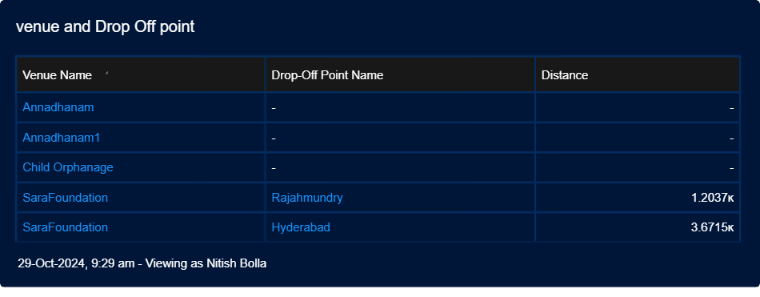 venue and Drop Off point
Venue Name Drop-Off Point Name Distance
Annadhanam - -
Annadhanam1 - -
Child Orphanage - -
SaraFoundation Rajahmundry 1.2037K
SaraFoundation Hyderabad 3.6715K
29-Oct-2024, 9:29 am - Viewing as Nitish Bolla